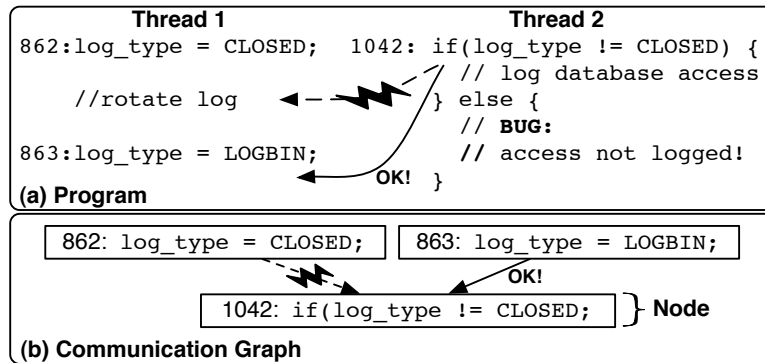 Thread 1 Thread 2
862:log_type = CLOSED; 1042: if(log_type != CLOSED) {
// log database access
//rotate log } else {
// BUG:
863:log_type = LOGBIN; // access not logged!
OK! }
(a) Program
862: log_type = CLOSED; 863: log_type = LOGBIN;
OK!
1042: if(log_type != CLOSED; Node
(b) Communication Graph